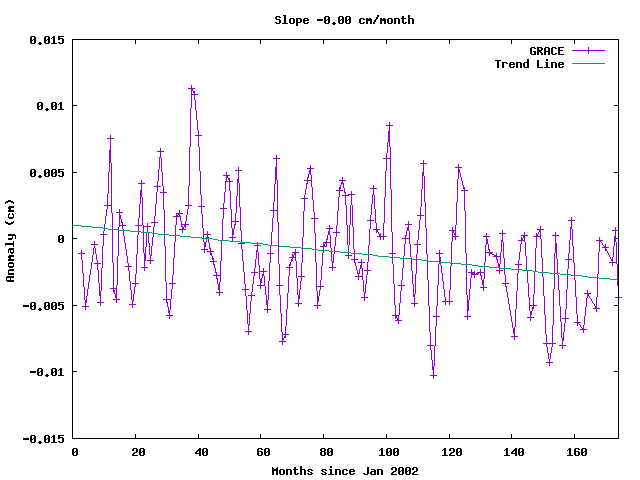 Slope -0.00 cm/month
0.015
0.01
0.005
0
-0.005
-0.01
-0.015
Anomaly (cm)
GRACE
Trend Line
0 20 40 60 80 100 120 140 160
Months since Jan 2002